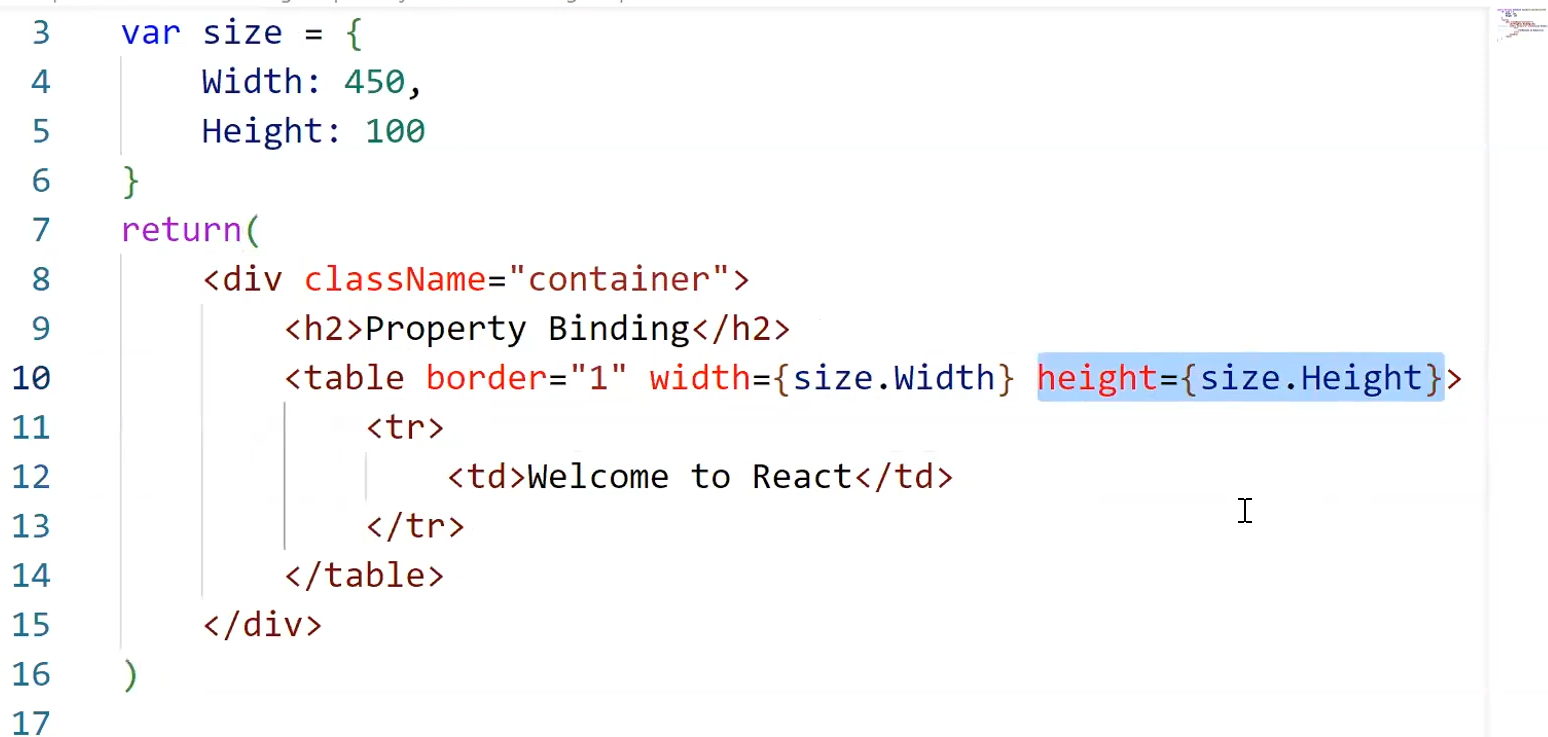 3 var size = {
4 Width: 450,
5 Height: 100
6 }
7 return(
8 <div className="container">
9 <h2>Property Binding</h2>
10 <table border="1" width={size.Width} height={size.Height}>
11 <tr>
12 <td>Welcome to React</td>
13 </tr>
14 </table>
15 </div>
16 )
17